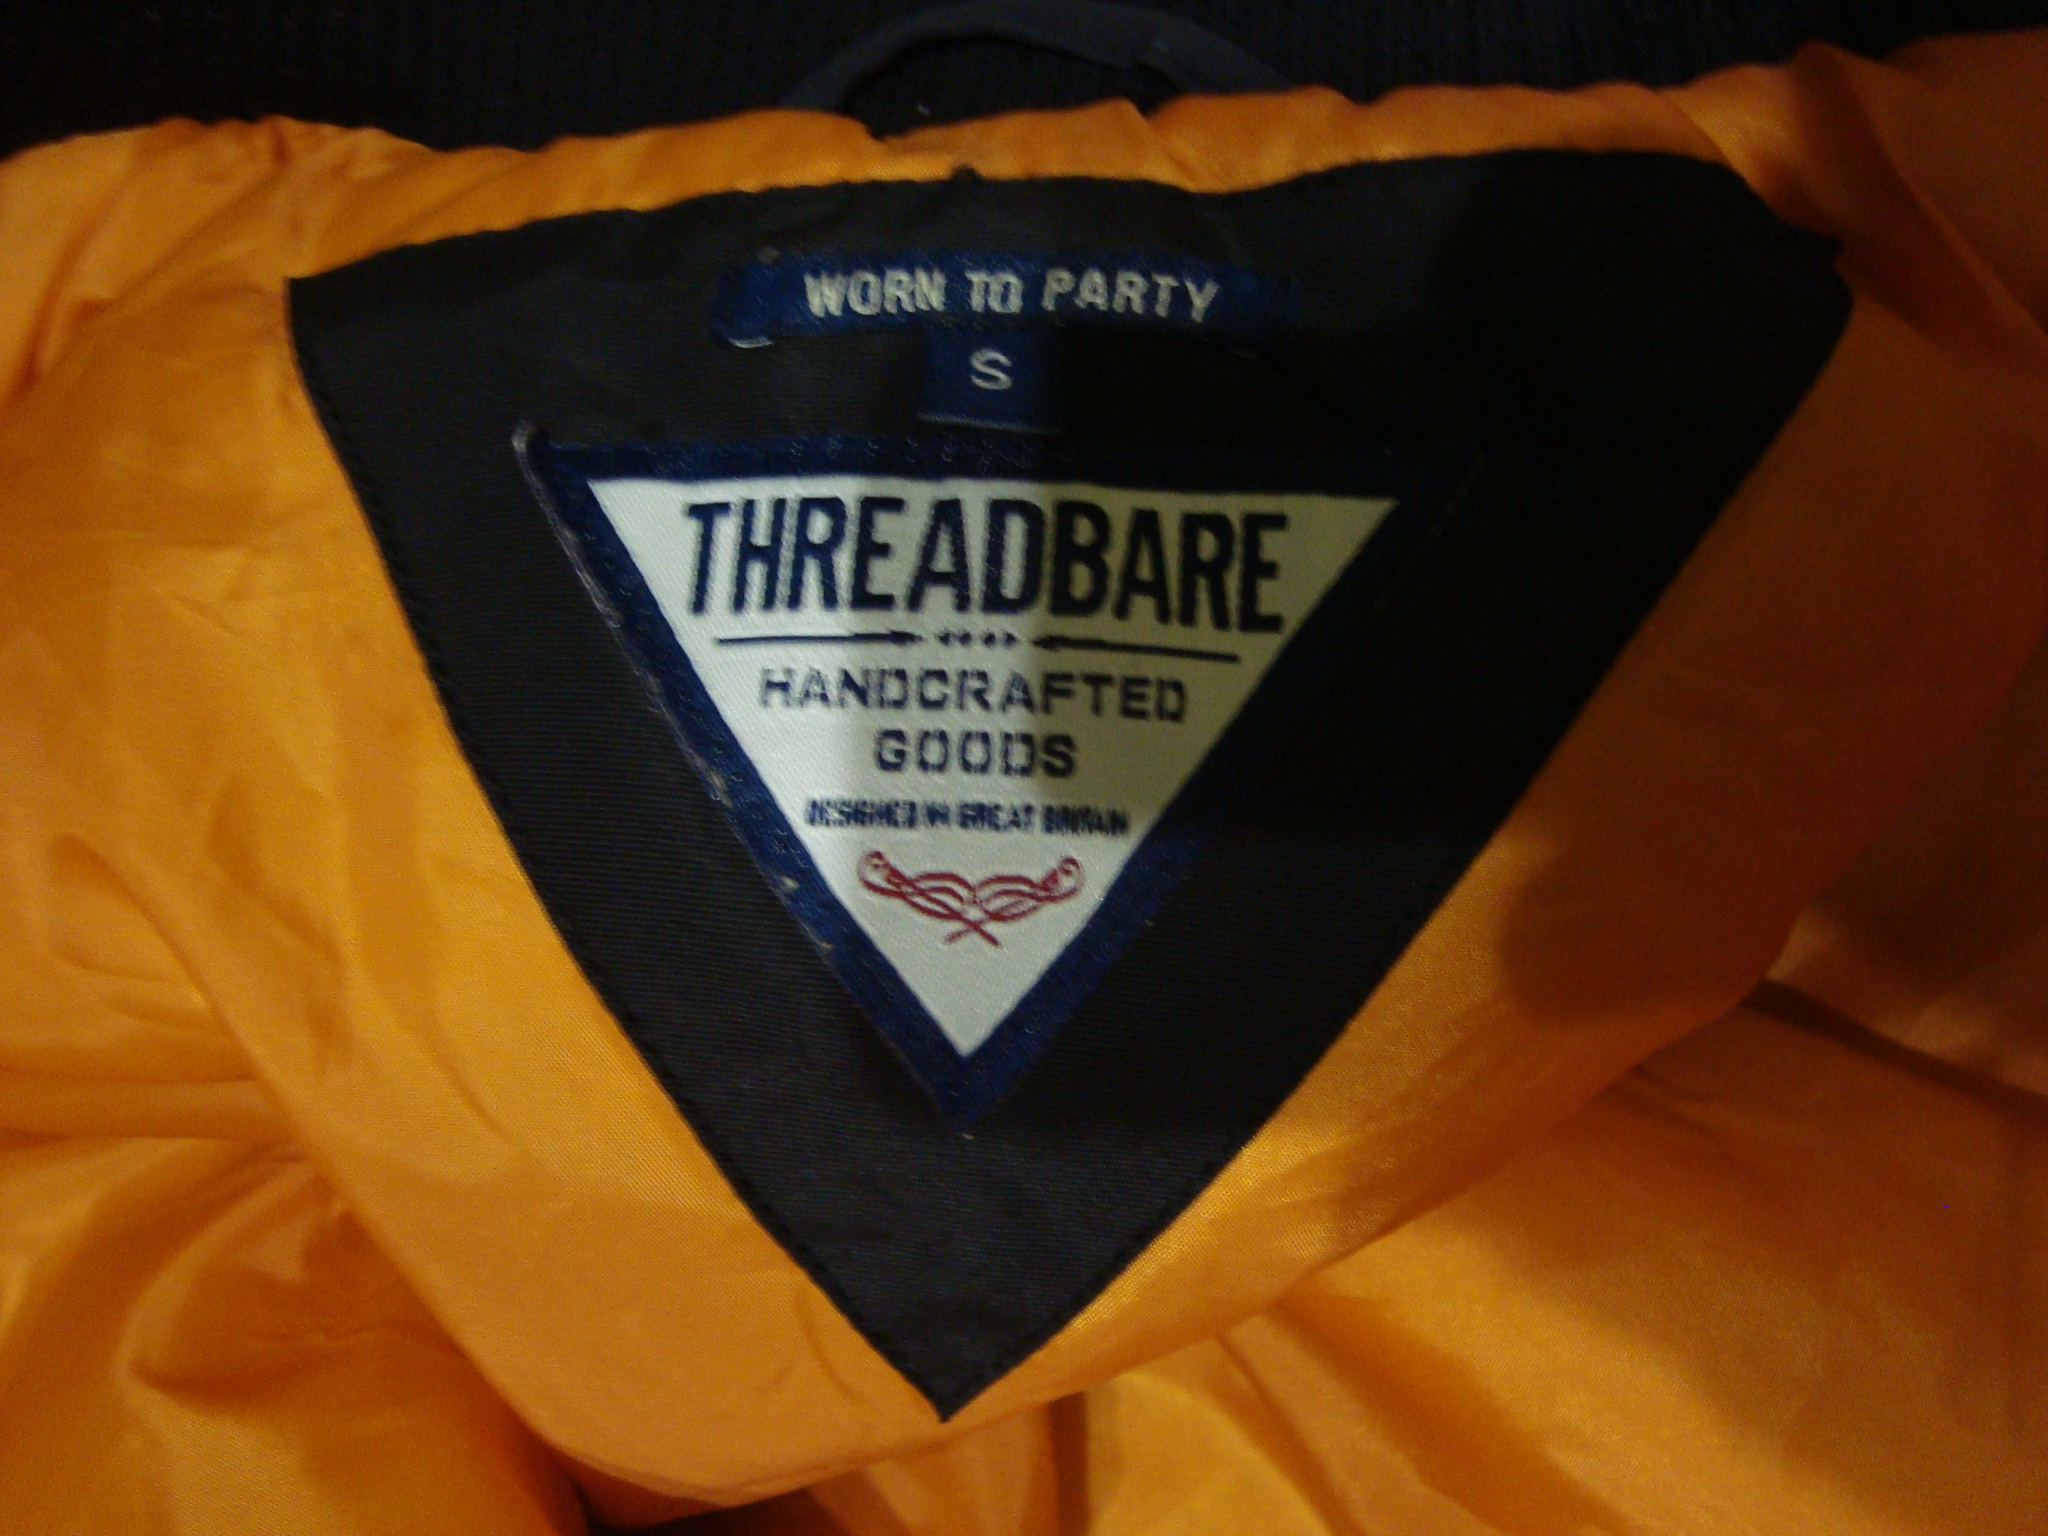 WORN TO PARTY
S
THREADBARE
HANDCRAFTED
GOODS
DESIGNED IN GREAT BRITAIN